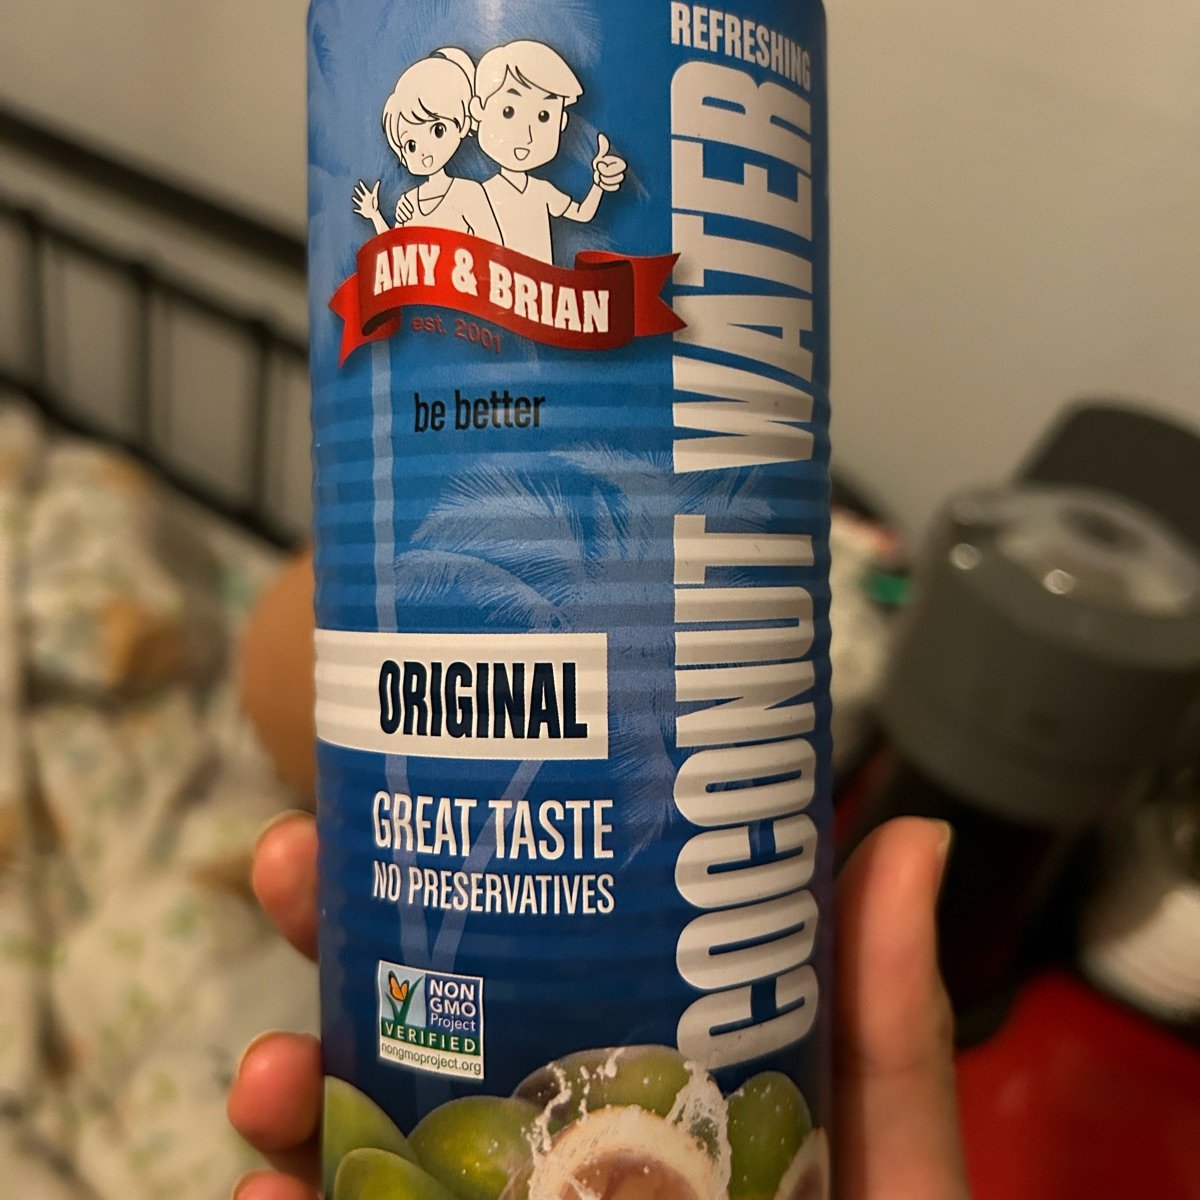 AMY & BRIAN
est. 2001
be better
REFRESHING
COCONUT WATER
ORIGINAL
GREAT TASTE
NO PRESERVATIVES
NON
GMO
Project
VERIFIED
nongmoproject.org